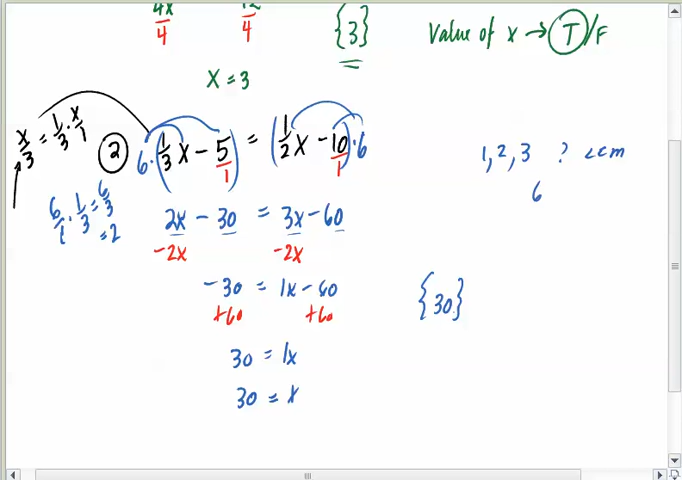 4x/4 12/4
{3}
Value of x → T/F
x = 3
x/3 = 1/3 · x/1
2 6·(1/3x − 5/1) = (1/2x − 10/1)·6
1, 2, 3 ? LCM
6
6/1 · 1/3 = 6/3
= 2
2x − 30 = 3x − 60
−2x −2x
−30 = 1x − 60
+60 +60
{30}
30 = 1x
30 = x